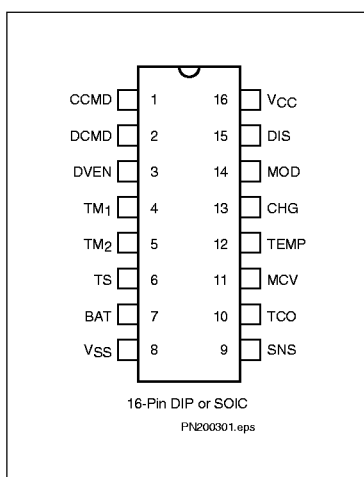 CCMD 1 16 VCC
DCMD 2 15 DIS
DVEN 3 14 MOD
TM1 4 13 CHG
TM2 5 12 TEMP
TS 6 11 MCV
BAT 7 10 TCO
VSS 8 9 SNS
16-Pin DIP or SOIC
PN200301.eps